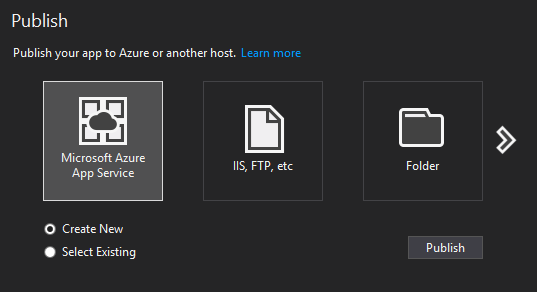 Publish
Publish your app to Azure or another host. Learn more
Microsoft Azure
App Service
IIS, FTP, etc
Folder
Create New
Select Existing
Publish